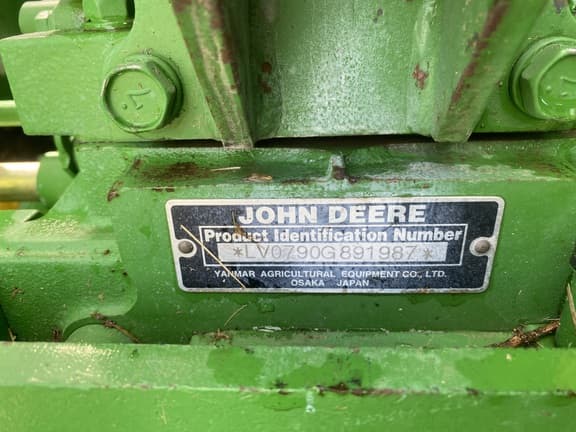 JOHN DEERE
Product Identification Number
*LV0790G891987*
YANMAR AGRICULTURAL EQUIPMENT CO., LTD.
OSAKA JAPAN